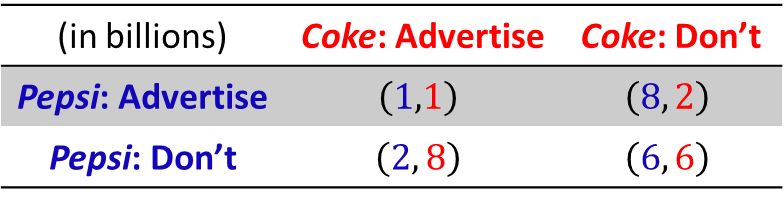 (in billions) Coke: Advertise Coke: Don't
Pepsi: Advertise (1,1) (8, 2)
Pepsi: Don't (2, 8) (6, 6)